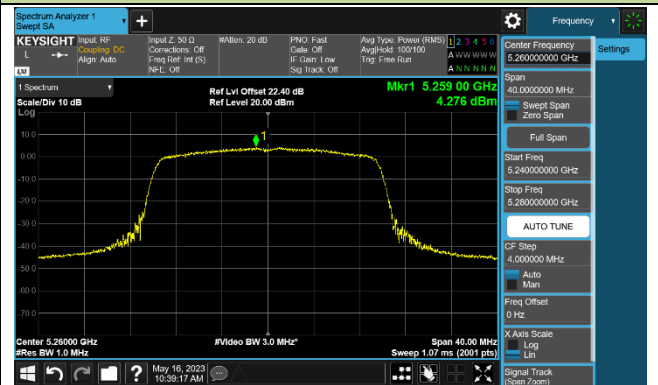 Spectrum Analyzer 1
Swept SA
Frequency
KEYSIGHT
L
LXI
Input: RF
Coupling: DC
Align: Auto
Input Z: 50 Ω
Corrections: Off
Freq Ref: Int (S)
NFE: Off
#Atten: 20 dB
PNO: Fast
Gate: Off
IF Gain: Low
Sig Track: Off
Avg Type: Power (RMS)
Avg|Hold: 100/100
Trig: Free Run
1 2 3 4 5 6
A W W W W W
A N N N N N
1 Spectrum
Scale/Div 10 dB
Log
Ref Lvl Offset 22.40 dB
Ref Level 20.00 dBm
Mkr1 5.259 00 GHz
4.276 dBm
1
10.0
0.00
-10.0
-20.0
-30.0
-40.0
-50.0
-60.0
-70.0
Center 5.26000 GHz
#Res BW 1.0 MHz
#Video BW 3.0 MHz*
Span 40.00 MHz
Sweep 1.07 ms (2001 pts)
Center Frequency
5.260000000 GHz
Settings
Span
40.0000000 MHz
Swept Span
Zero Span
Full Span
Start Freq
5.240000000 GHz
Stop Freq
5.280000000 GHz
AUTO TUNE
CF Step
4.000000 MHz
Auto
Man
Freq Offset
0 Hz
X Axis Scale
Log
Lin
Signal Track
(Span Zoom)
?
May 16, 2023
10:39:17 AM